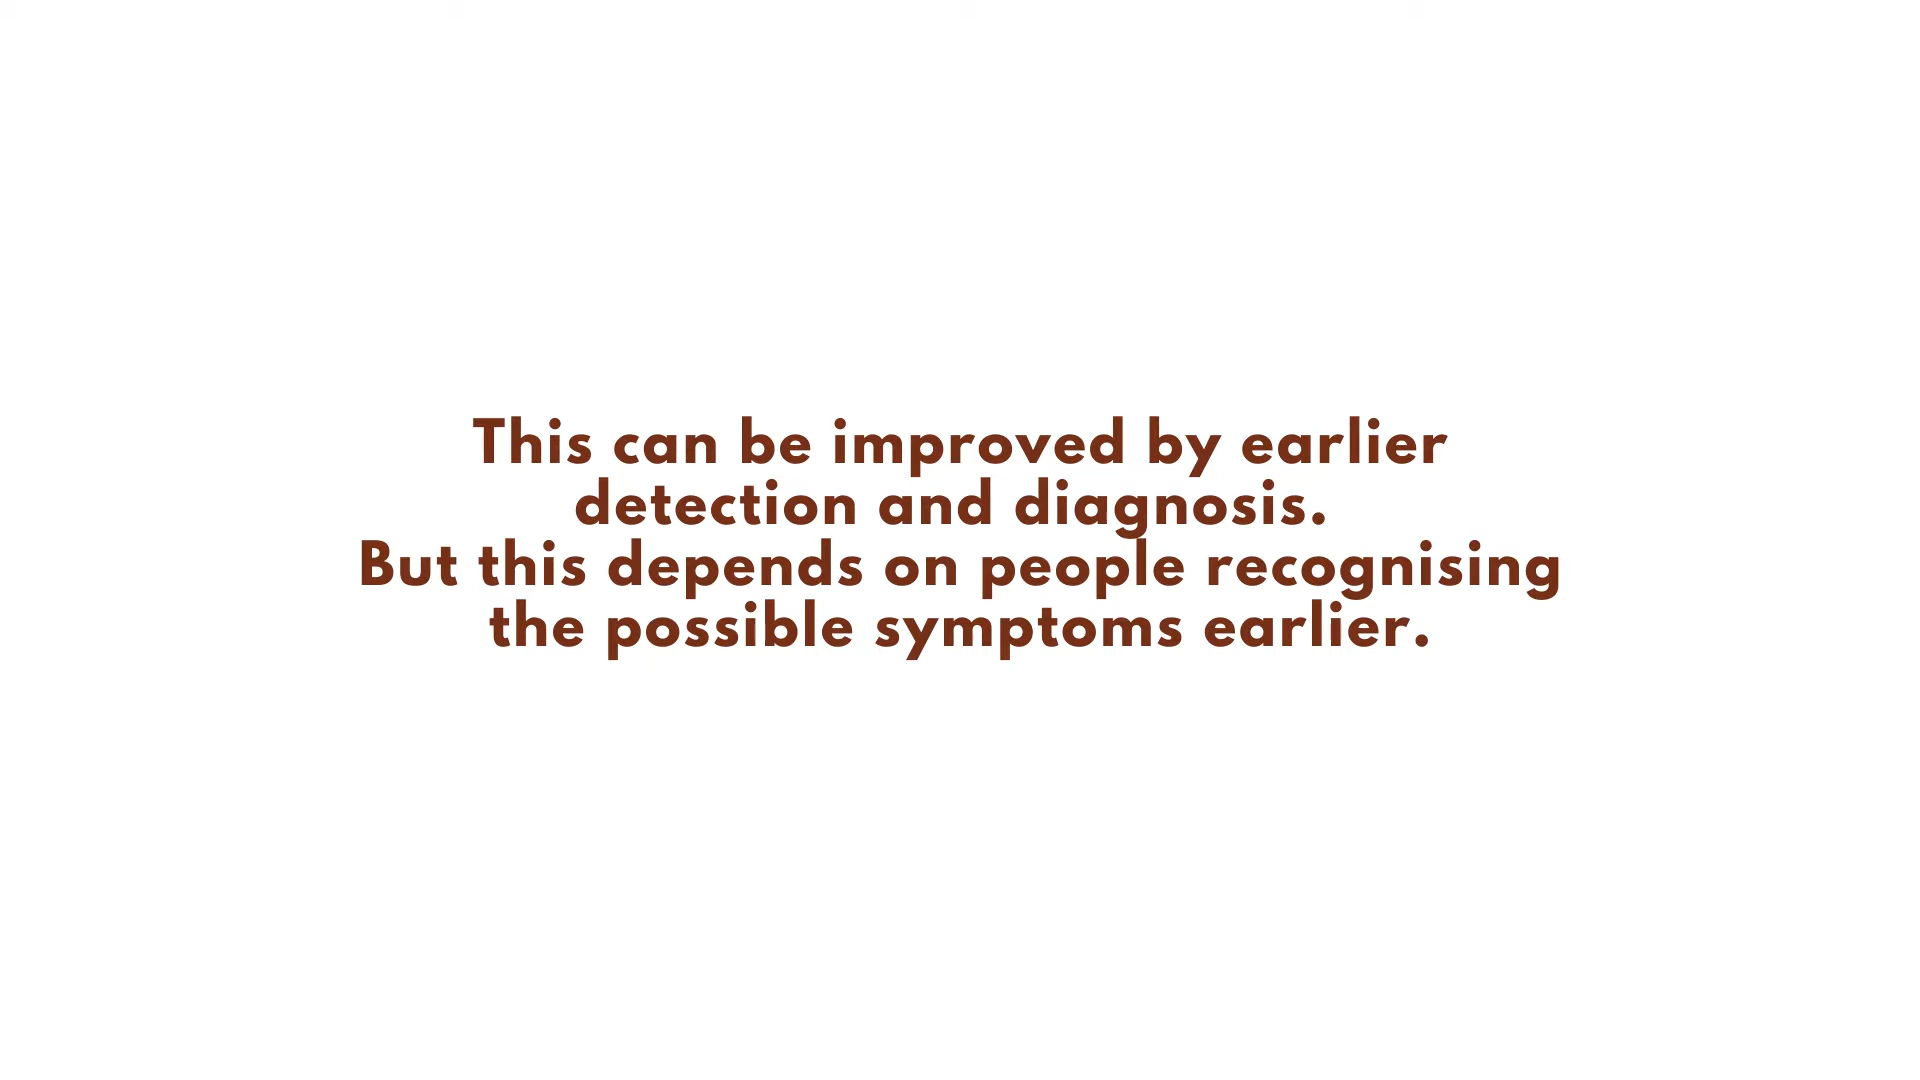 This can be improved by earlier
detection and diagnosis.
But this depends on people recognising
the possible symptoms earlier.